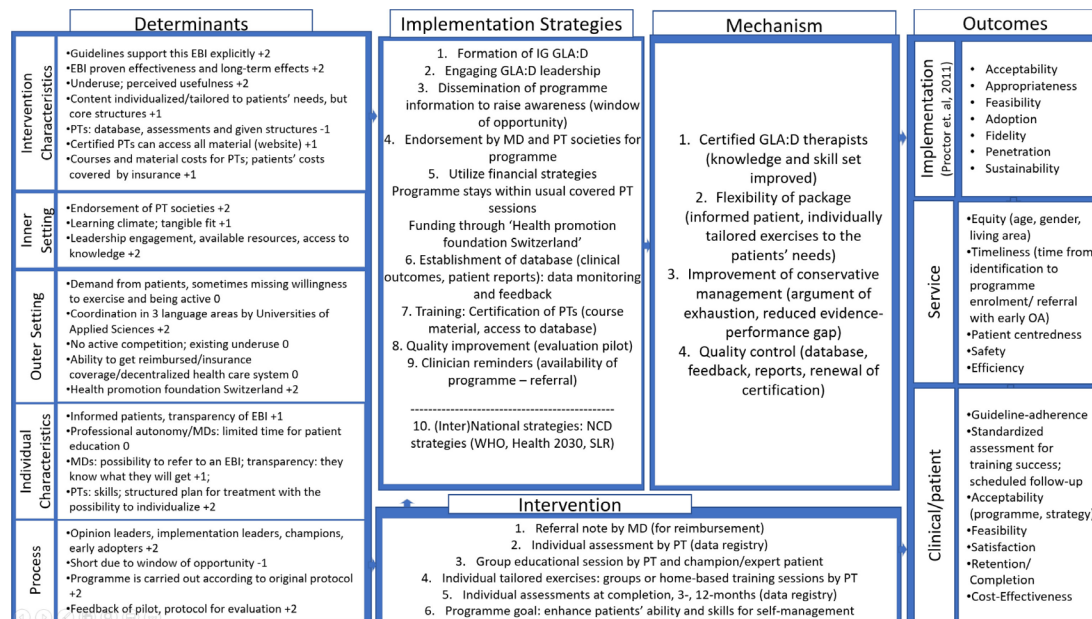 Determinants
Intervention
Characteristics
•Guidelines support this EBI explicitly +2
•EBI proven effectiveness and long-term effects +2
•Underuse; perceived usefulness +2
•Content individualized/tailored to patients' needs, but
core structures +1
•PTs: database, assessments and given structures -1
•Certified PTs can access all material (website) +1
•Courses and material costs for PTs; patients' costs
covered by insurance +1
Inner
Setting
•Endorsement of PT societies +2
•Learning climate; tangible fit +1
•Leadership engagement, available resources, access to
knowledge +2
Outer Setting
•Demand from patients, sometimes missing willingness
to exercise and being active 0
•Coordination in 3 language areas by Universities of
Applied Sciences +2
•No active competition; existing underuse 0
•Ability to get reimbursed/insurance
coverage/decentralized health care system 0
•Health promotion foundation Switzerland +2
Individual
Characteristics
•Informed patients, transparency of EBI +1
•Professional autonomy/MDs: limited time for patient
education 0
•MDs: possibility to refer to an EBI; transparency: they
know what they will get +1;
•PTs: skills; structured plan for treatment with the
possibility to individualize +2
Process
•Opinion leaders, implementation leaders, champions,
early adopters +2
•Short due to window of opportunity -1
•Programme is carried out according to original protocol
+2
•Feedback of pilot, protocol for evaluation +2
Implementation Strategies
1. Formation of IG GLA:D
2. Engaging GLA:D leadership
3. Dissemination of programme
information to raise awareness (window
of opportunity)
4. Endorsement by MD and PT societies for
programme
5. Utilize financial strategies
Programme stays within usual covered PT
sessions
Funding through 'Health promotion
foundation Switzerland'
6. Establishment of database (clinical
outcomes, patient reports): data monitoring
and feedback
7. Training: Certification of PTs (course
material, access to database)
8. Quality improvement (evaluation pilot)
9. Clinician reminders (availability of
programme – referral)
----------------------------------------------
10. (Inter)National strategies: NCD
strategies (WHO, Health 2030, SLR)
Mechanism
1. Certified GLA:D therapists
(knowledge and skill set
improved)
2. Flexibility of package
(informed patient, individually
tailored exercises to the
patients' needs)
3. Improvement of conservative
management (argument of
exhaustion, reduced evidence-
performance gap)
4. Quality control (database,
feedback, reports, renewal of
certification)
Intervention
1. Referral note by MD (for reimbursement)
2. Individual assessment by PT (data registry)
3. Group educational session by PT and champion/expert patient
4. Individual tailored exercises: groups or home-based training sessions by PT
5. Individual assessments at completion, 3-, 12-months (data registry)
6. Programme goal: enhance patients' ability and skills for self-management
Outcomes
Implementation
(Proctor et. al, 2011)
• Acceptability
• Appropriateness
• Feasibility
• Adoption
• Fidelity
• Penetration
• Sustainability
Service
•Equity (age, gender,
living area)
•Timeliness (time from
identification to
programme
enrolment/ referral
with early OA)
•Patient centredness
•Safety
•Efficiency
Clinical/patient
•Guideline-adherence
•Standardized
assessment for
training success;
scheduled follow-up
•Acceptability
(programme, strategy)
•Feasibility
•Satisfaction
•Retention/
Completion
•Cost-Effectiveness